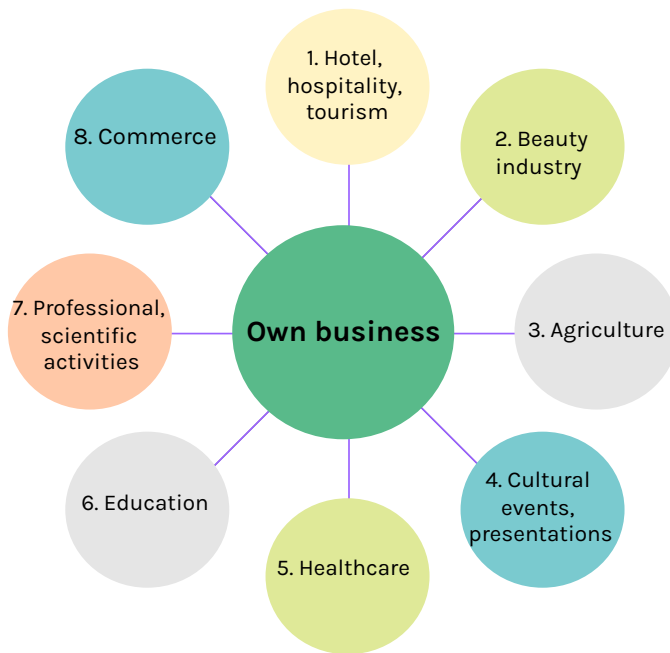 1. Hotel,
hospitality,
tourism
2. Beauty
industry
3. Agriculture
4. Cultural
events,
presentations
5. Healthcare
6. Education
7. Professional,
scientific
activities
8. Commerce
Own business